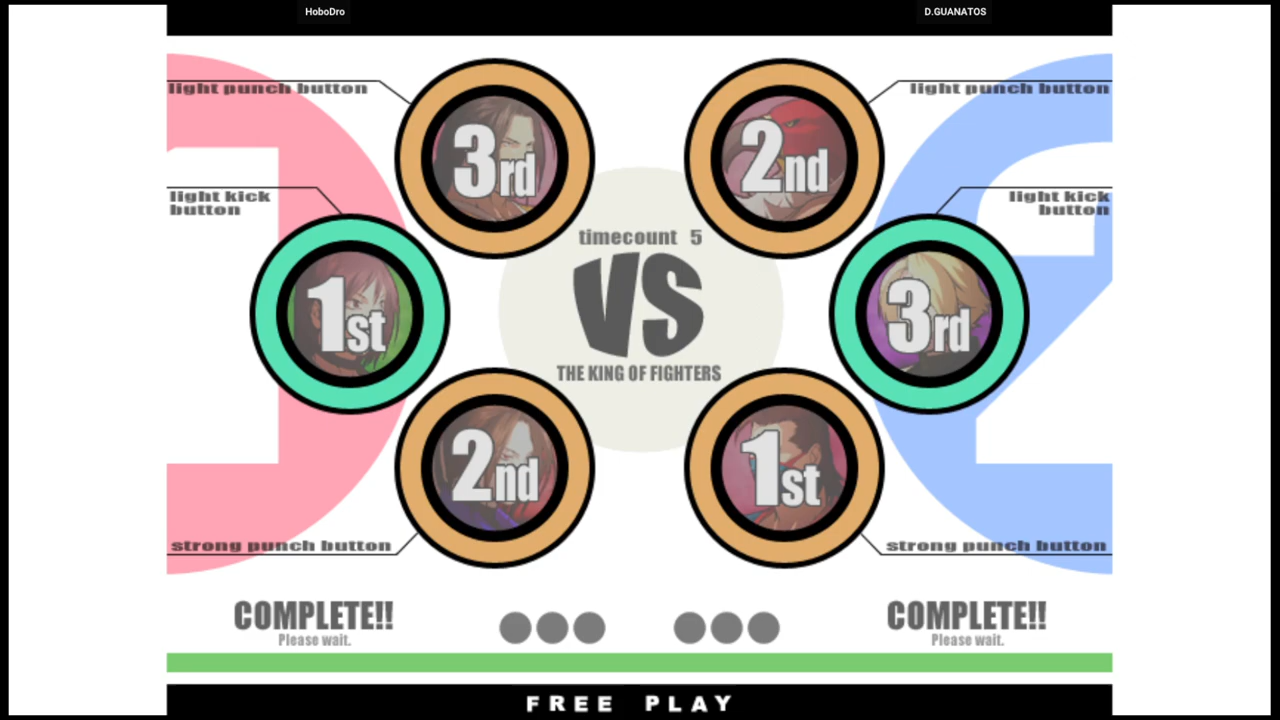 HoboDro
D.GUANATOS
light punch button
light punch button
3rd
2nd
light kick
button
light kick
button
timecount 5
VS
THE KING OF FIGHTERS
1st
3rd
2nd
1st
strong punch button
strong punch button
COMPLETE!!
Please wait.
COMPLETE!!
Please wait.
FREE PLAY